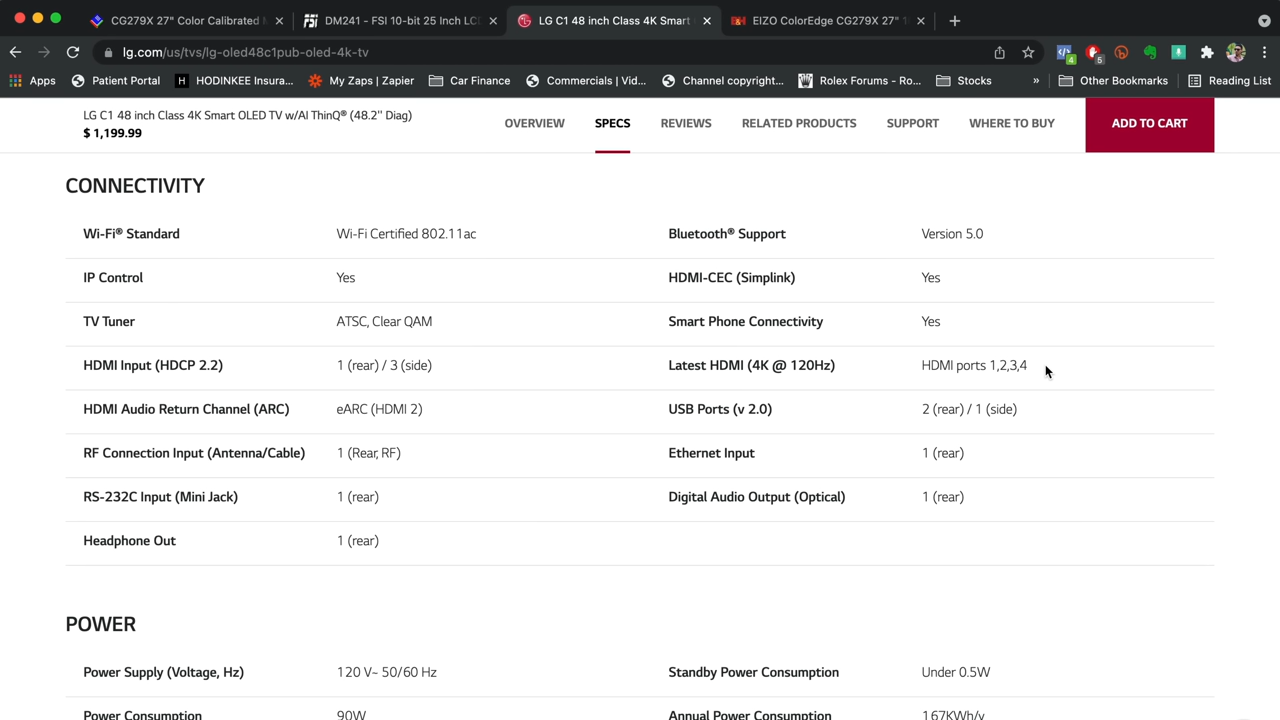 CG279X 27" Color Calibrated
DM241 - FSI 10-bit 25 Inch LC
LG C1 48 inch Class 4K Smart
EIZO ColorEdge CG279X 27"
lg.com/us/tvs/lg-oled48c1pub-oled-4k-tv
4
5
Apps
Patient Portal
HODINKEE Insura...
My Zaps | Zapier
Car Finance
Commercials | Vid...
Channel copyright...
Rolex Forums - Ro...
Stocks
»
Other Bookmarks
Reading List
LG C1 48 inch Class 4K Smart OLED TV w/AI ThinQ® (48.2'' Diag)
$ 1,199.99
OVERVIEW
SPECS
REVIEWS
RELATED PRODUCTS
SUPPORT
WHERE TO BUY
ADD TO CART
CONNECTIVITY
Wi-Fi® Standard Wi-Fi Certified 802.11ac Bluetooth® Support Version 5.0
IP Control Yes HDMI-CEC (Simplink) Yes
TV Tuner ATSC, Clear QAM Smart Phone Connectivity Yes
HDMI Input (HDCP 2.2) 1 (rear) / 3 (side) Latest HDMI (4K @ 120Hz) HDMI ports 1,2,3,4
HDMI Audio Return Channel (ARC) eARC (HDMI 2) USB Ports (v 2.0) 2 (rear) / 1 (side)
RF Connection Input (Antenna/Cable) 1 (Rear, RF) Ethernet Input 1 (rear)
RS-232C Input (Mini Jack) 1 (rear) Digital Audio Output (Optical) 1 (rear)
Headphone Out 1 (rear)
POWER
Power Supply (Voltage, Hz) 120 V~ 50/60 Hz Standby Power Consumption Under 0.5W
Power Consumption 90W Annual Power Consumption 167KWh/y